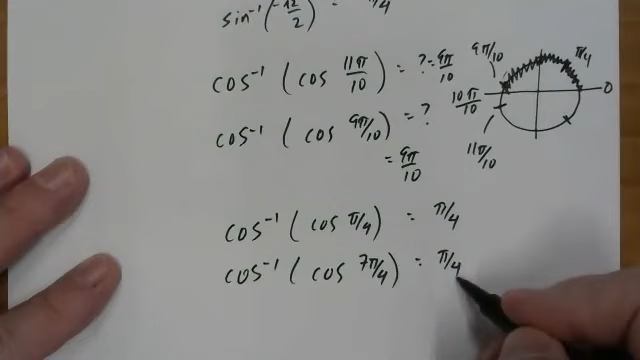 sin⁻¹(-√2/2) = π/4
cos⁻¹ (cos 11π/10) = ? = 9π/10
cos⁻¹ (cos 9π/10) = ?
= 9π/10
cos⁻¹ (cos π/4) = π/4
cos⁻¹ (cos 7π/4) = π/4
9π/10
π/4
0
10π/10
11π/10